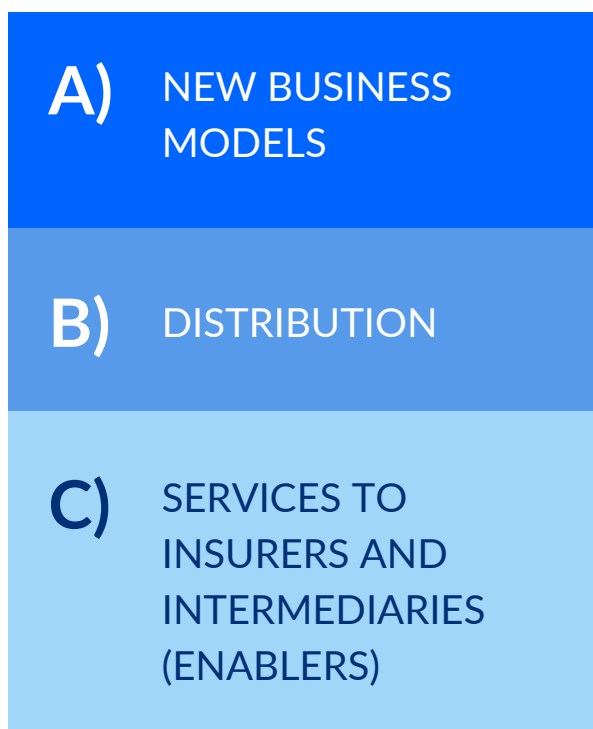 A) NEW BUSINESS
MODELS
B) DISTRIBUTION
C) SERVICES TO
INSURERS AND
INTERMEDIARIES
(ENABLERS)